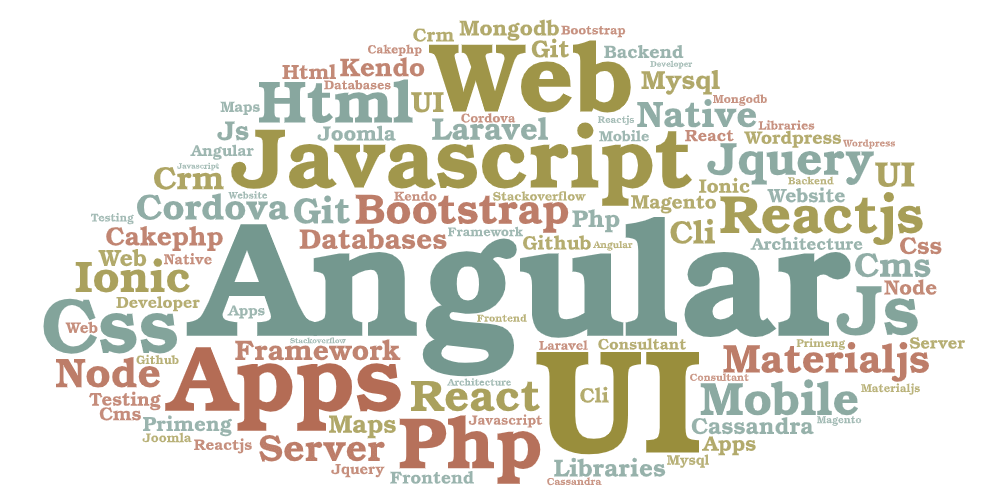 Mongodb
Bootstrap
Crm
Cakephp
Git
Backend
Web
Developer
Html
Kendo
Databases
Mysql
Maps
Html
UI
Mongodb
Native
Cordova
Reactjs
Libraries
Js
Joomla
Laravel
Mobile
React
Wordpress
Wordpress
Angular
Javascript
Jquery
Javascript
Crm
UI
Backend
Ionic
Website
Kendo
Stackoverflow
Website
Magento
Cordova
Git
Bootstrap
Php
Reactjs
Testing
Cakephp
Databases
Framework
Github
Angular
Cli
Architecture
Css
Web
Native
Angular
Cms
Ionic
Node
Developer
Apps
Css
Web
Frontend
Js
Stackoverflow
Laravel
Consultant
Primeng
Server
Github
Framework
Materialjs
Node
Apps
Architecture
UI
Consultant
Materialjs
Testing
React
Cli
Mobile
Cms
Primeng
Maps
Javascript
Cassandra
Magento
Joomla
Reactjs
Server
Php
Apps
Jquery
Libraries
Mysql
Frontend
Cassandra